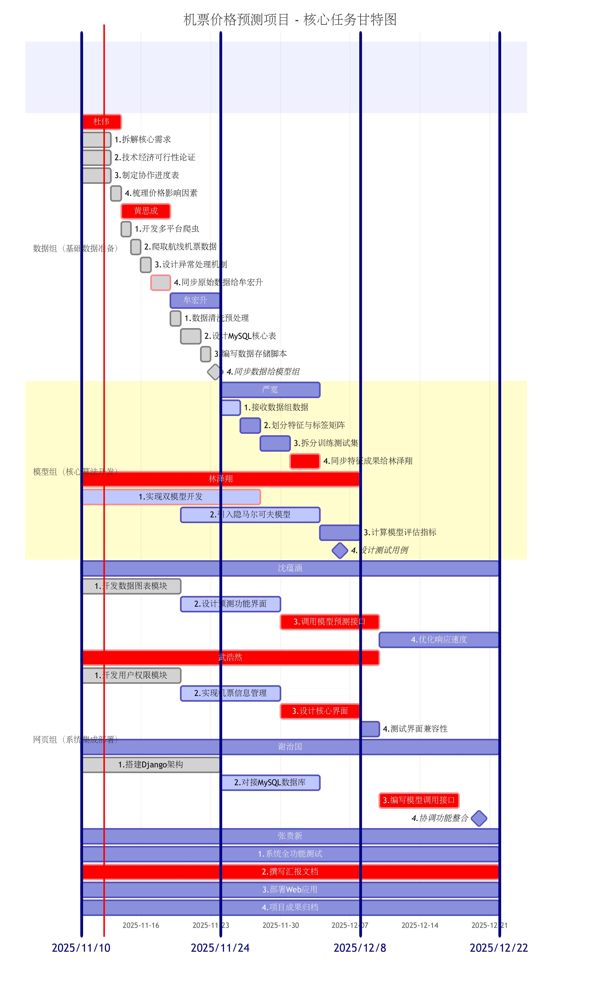 机票价格预测项目 - 核心任务甘特图
杜伟
1.拆解核心需求
2.技术经济可行性论证
3.制定协作进度表
4.梳理价格影响因素
黄思成
1.开发多平台爬虫
数据组（基础数据准备）
2.爬取航线机票数据
3.设计异常处理机制
4.同步原始数据给牟宏升
牟宏升
1.数据清洗预处理
2.设计MySQL核心表
3.编写数据存储脚本
4.同步数据给模型组
严宽
1.接收数据组数据
2.划分特征与标签矩阵
3.拆分训练测试集
4.同步特征成果给林泽翔
模型组（核心算法开发）
林泽翔
1.实现双模型开发
2.引入隐马尔可夫模型
3.计算模型评估指标
4.设计测试用例
沈蕴涵
1.开发数据图表模块
2.设计预测功能界面
3.调用模型预测接口
4.优化响应速度
武浩然
1.开发用户权限模块
2.实现机票信息管理
3.设计核心界面
4.测试界面兼容性
网页组（系统集成部署）
谢治国
1.搭建Django架构
2.对接MySQL数据库
3.编写模型调用接口
4.协调功能整合
张贵新
1.系统全功能测试
2.撰写汇报文档
3.部署Web应用
4.项目成果归档
2025-11-16 2025-11-23 2025-11-30 2025-12-07 2025-12-14 2025-12-21
2025/11/10 2025/11/24 2025/12/8 2025/12/22